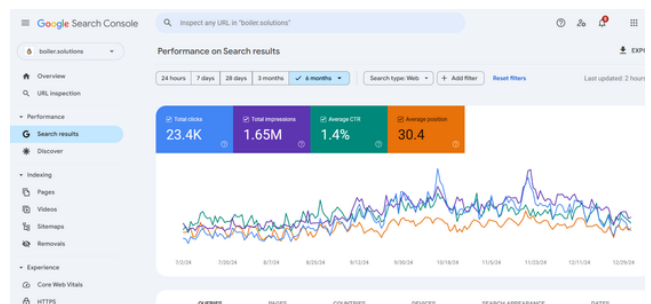 Google Search Console
Inspect any URL in "boiler.solutions"
boiler.solutions
Performance on Search results
EXPO
24 hours 7 days 28 days 3 months 6 months Search type: Web + Add filter Reset filters Last updated: 2 hours
Overview
URL inspection
Performance
Search results
Discover
Indexing
Pages
Videos
Sitemaps
Removals
Experience
Core Web Vitals
HTTPS
Total clicks
23.4K
Total impressions
1.65M
Average CTR
1.4%
Average position
30.4
7/2/24 7/20/24 8/7/24 8/25/24 9/12/24 9/30/24 10/18/24 11/5/24 11/23/24 12/11/24 12/29/24
QUERIES PAGES COUNTRIES DEVICES SEARCH APPEARANCE DATES